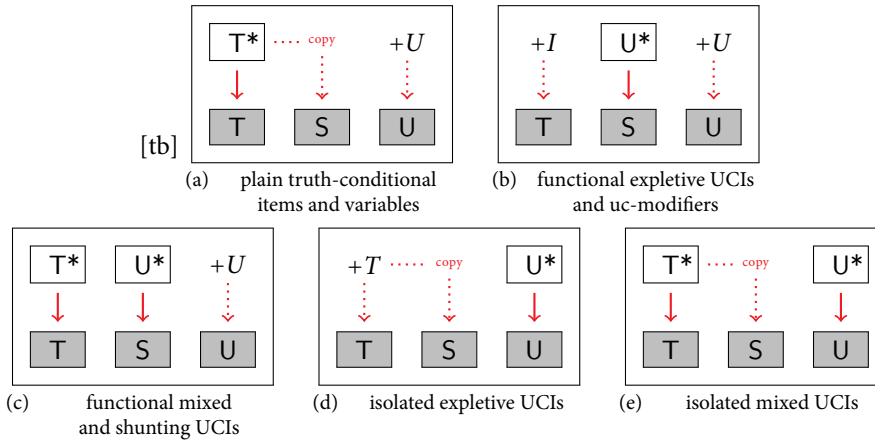 T* copy +U
T S U
(a) plain truth-conditional
items and variables
+I U* +U
T S U
(b) functional expletive UCIs
and uc-modifiers
[tb]
T* U* +U
T S U
(c) functional mixed
and shunting UCIs
+T copy U*
T S U
(d) isolated expletive UCIs
T* copy U*
T S U
(e) isolated mixed UCIs